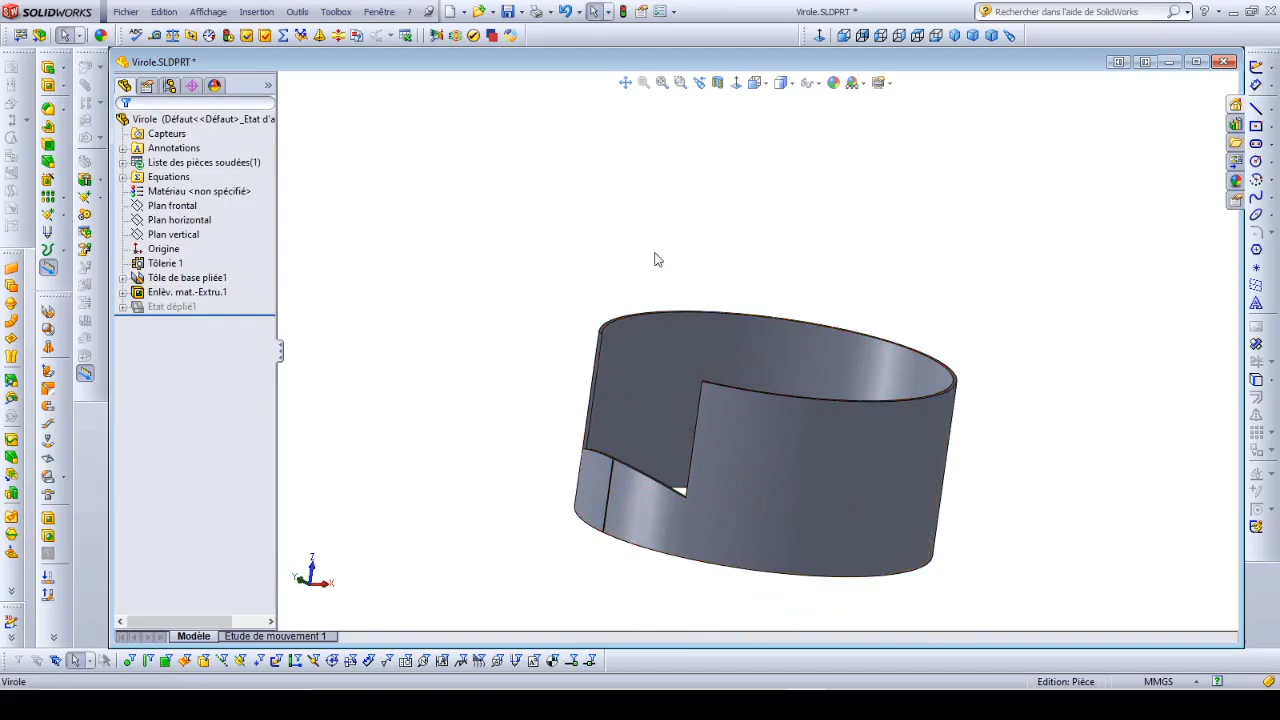 SOLIDWORKS Fichier Edition Affichage Insertion Outils Toolbox Fenêtre ? Virole.SLDPRT * Rechercher dans l'aide de SolidWorks
Virole.SLDPRT *
Virole (Défaut<<Défaut>_Etat d'a
Capteurs
Annotations
Liste des pièces soudées(1)
Equations
Matériau <non spécifié>
Plan frontal
Plan horizontal
Plan vertical
Origine
Tôlerie 1
Tôle de base pliée1
Enlèv. mat.-Extru.1
Etat déplié1
Z
Y
X
Modèle Etude de mouvement 1
Virole Edition: Pièce MMGS